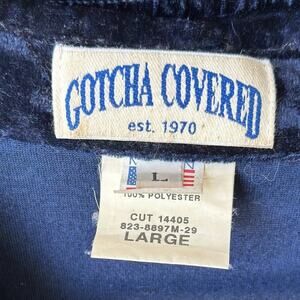 GOTCHA COVERED
est. 1970
L
100% POLYESTER
CUT 14405
823-8897M-29
LARGE